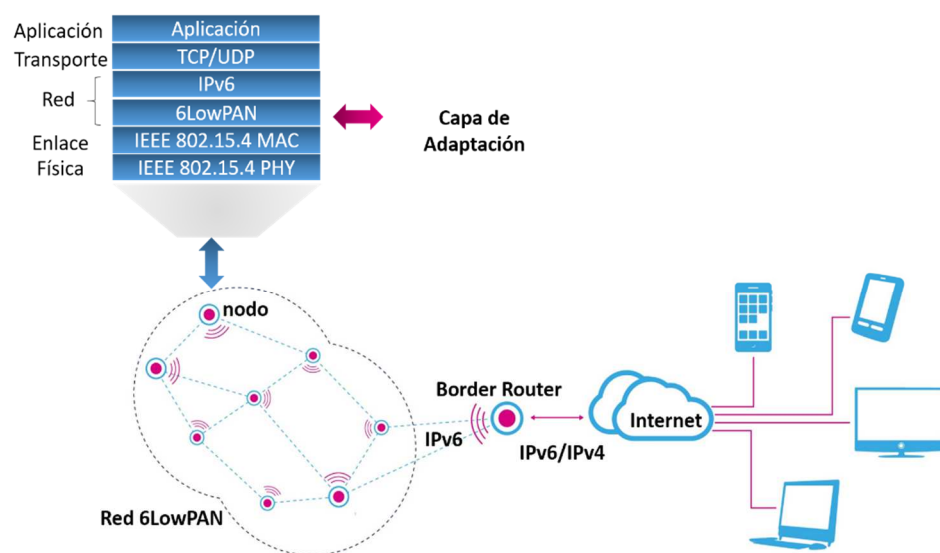 Aplicación
Aplicación
Transporte
TCP/UDP
Red
IPv6
6LowPAN
Capa de
Adaptación
Enlace
IEEE 802.15.4 MAC
Física
IEEE 802.15.4 PHY
nodo
Border Router
Internet
IPv6
IPv6/IPv4
Red 6LowPAN